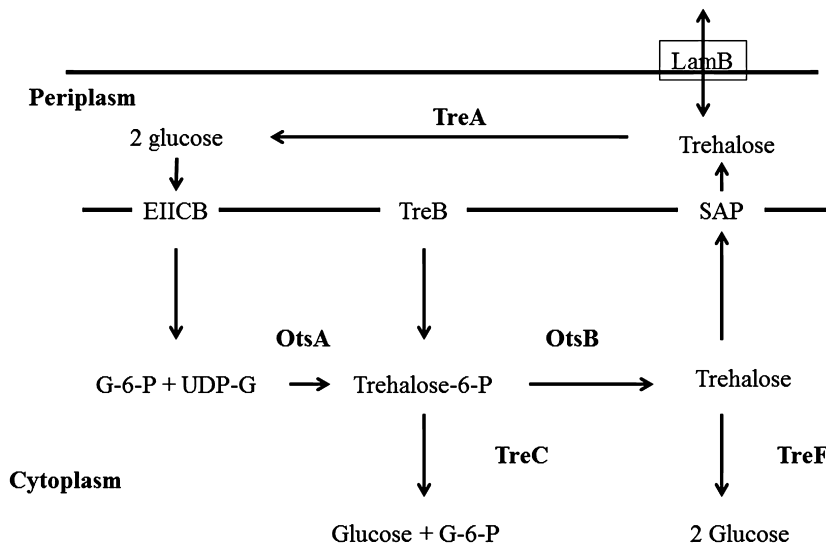 LamB
Periplasm
TreA
2 glucose
Trehalose
EIICB
TreB
SAP
OtsA
OtsB
G-6-P + UDP-G
Trehalose-6-P
Trehalose
TreC
TreF
Cytoplasm
Glucose + G-6-P
2 Glucose